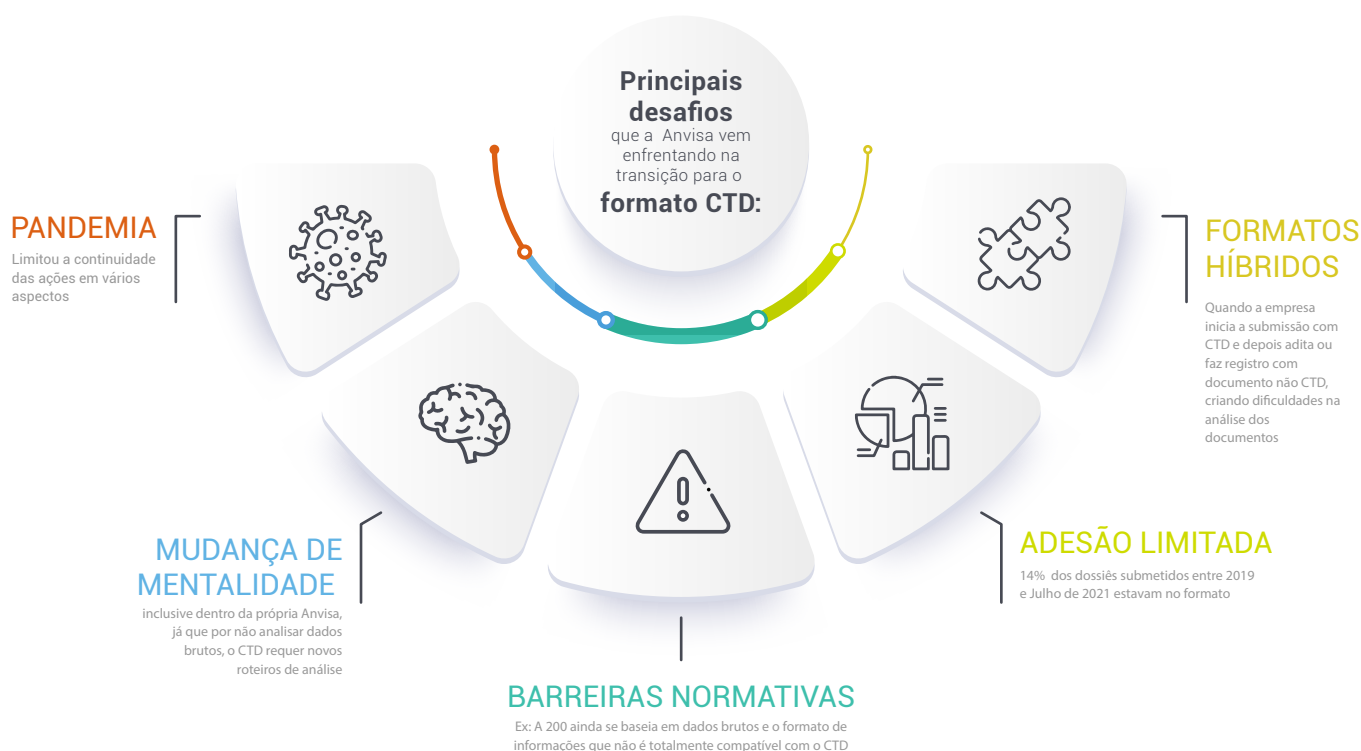 Principais
desafios
que a Anvisa vem
enfrentando na
transição para o
formato CTD:
PANDEMIA
Limitou a continuidade
das ações em vários
aspectos
MUDANÇA DE
MENTALIDADE
inclusive dentro da própria Anvisa,
já que por não analisar dados
brutos, o CTD requer novos
roteiros de análise
BARREIRAS NORMATIVAS
Ex: A 200 ainda se baseia em dados brutos e o formato de
informações que não é totalmente compatível com o CTD
ADESÃO LIMITADA
14% dos dossiês submetidos entre 2019
e Julho de 2021 estavam no formato
FORMATOS
HÍBRIDOS
Quando a empresa
inicia a submissão com
CTD e depois adita ou
faz registro com
documento não CTD,
criando dificuldades na
análise dos
documentos